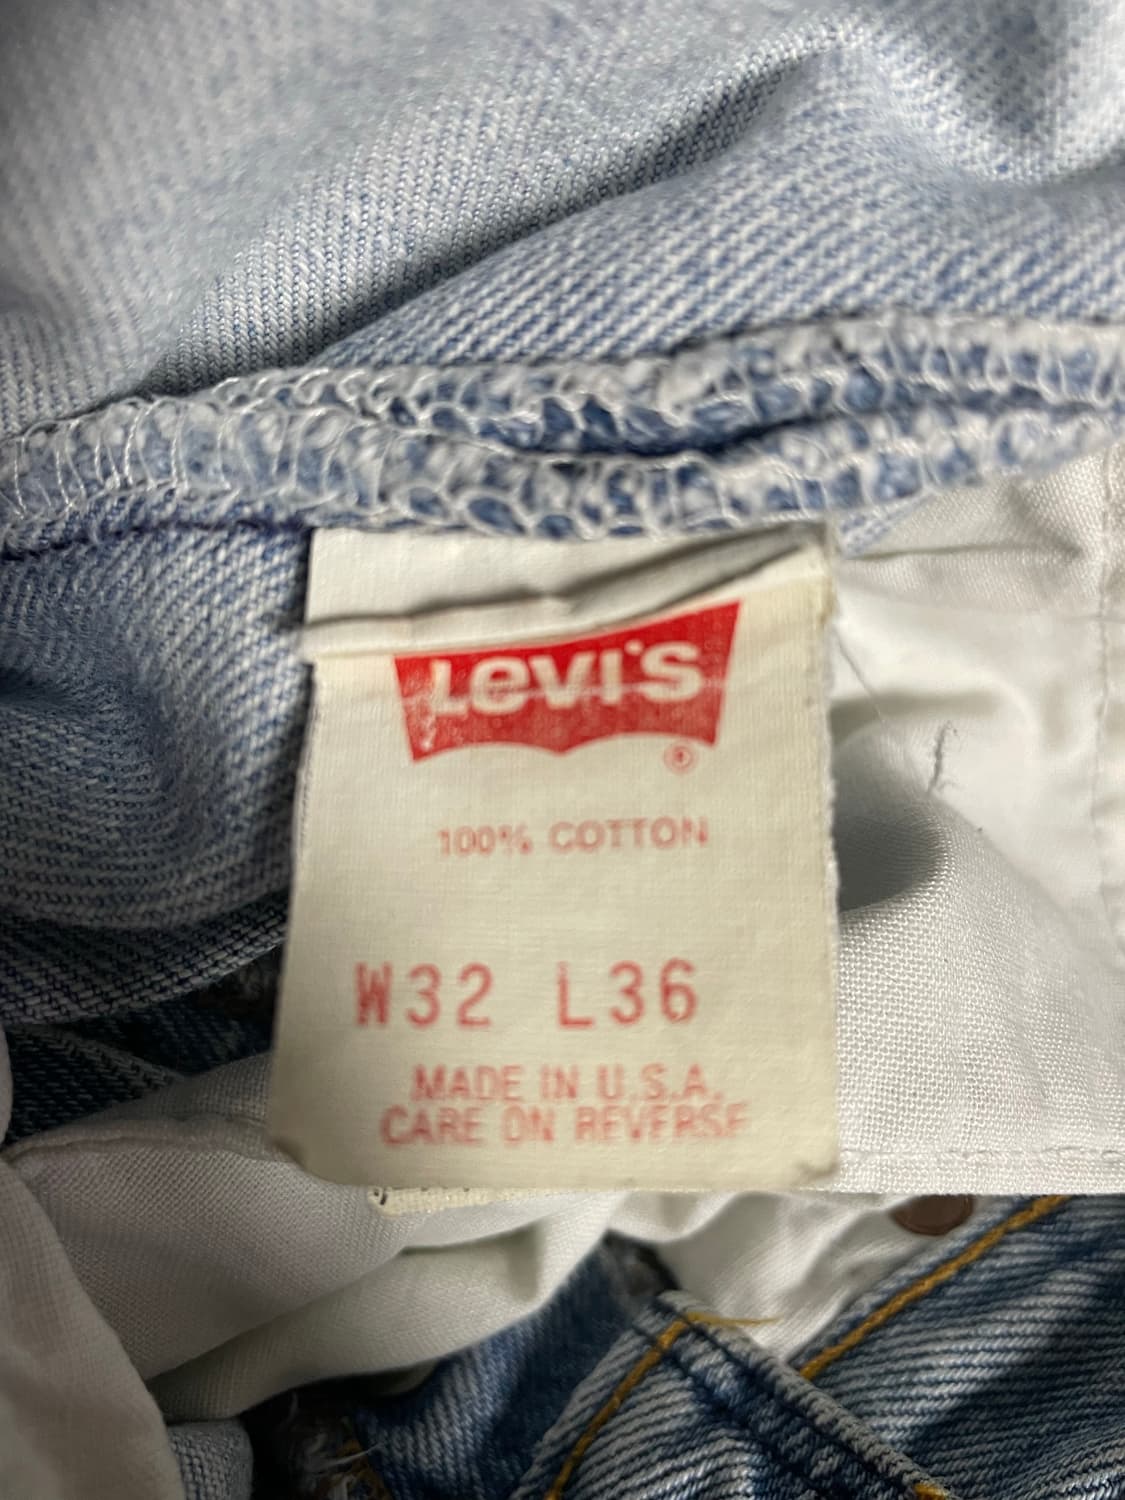 Levi's
®
100% COTTON
W32 L36
MADE IN U.S.A.
CARE ON REVERSE